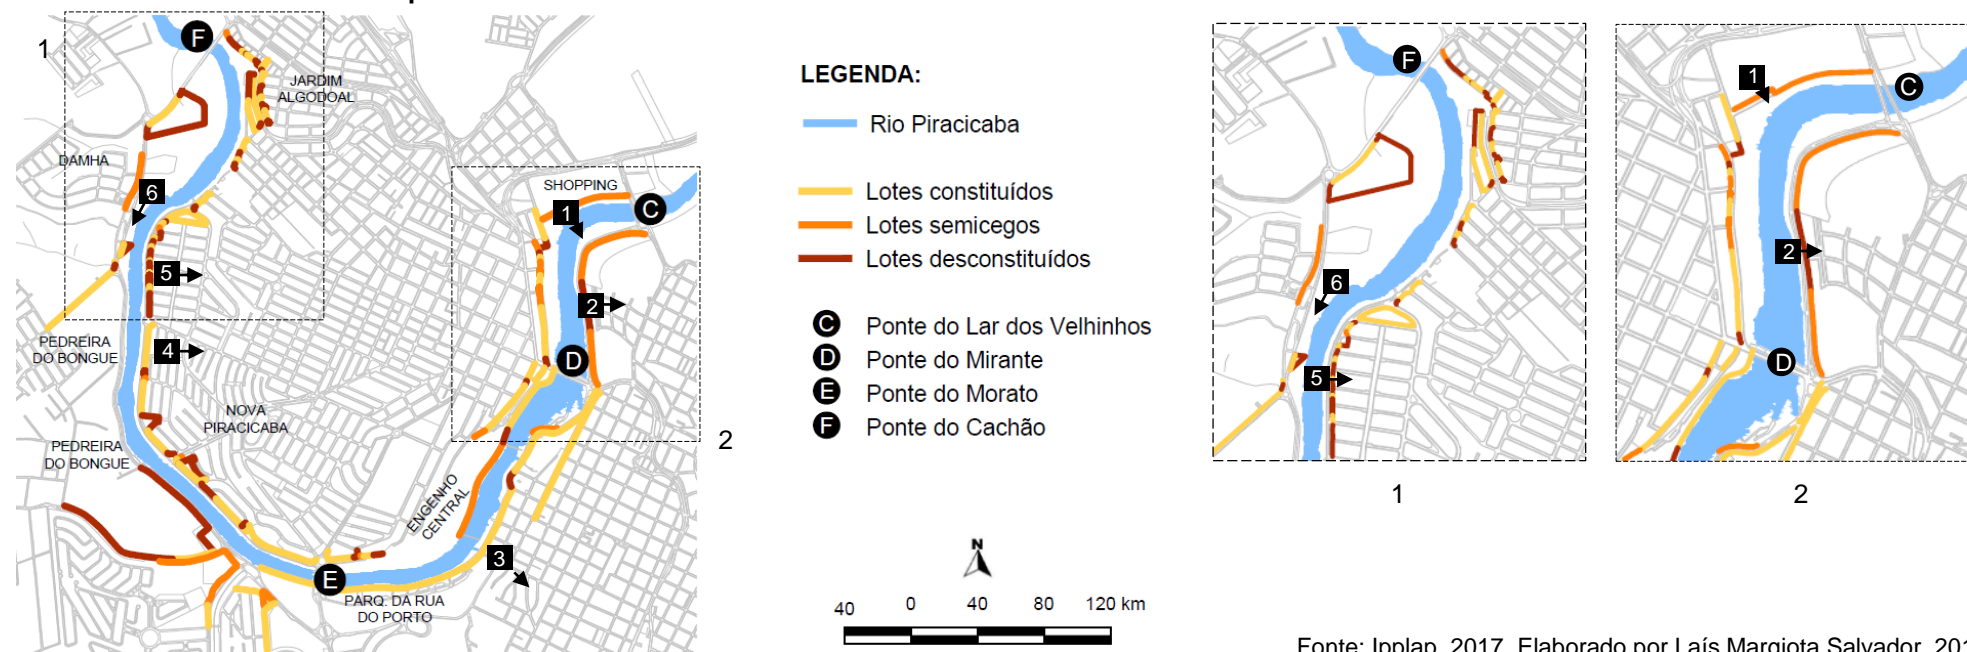 1
F
JARDIM
ALGODOAL
DAMHA
6
5
4
PEDREIRA
DO BONGUE
NOVA
PIRACICABA
PEDREIRA
DO BONGUE
ENGENHO
CENTRAL
SHOPPING
1
C
2
D
2
3
E
PARQ. DA RUA
DO PORTO
LEGENDA:
Rio Piracicaba
Lotes constituídos
Lotes semicegos
Lotes desconstituídos
C Ponte do Lar dos Velhinhos
D Ponte do Mirante
E Ponte do Morato
F Ponte do Cachão
N
40 0 40 80 120 km
F
6
5
1
1
C
2
D
2
Fonte: Ipplap, 2017. Elaborado por Laís Margiota Salvador, 201